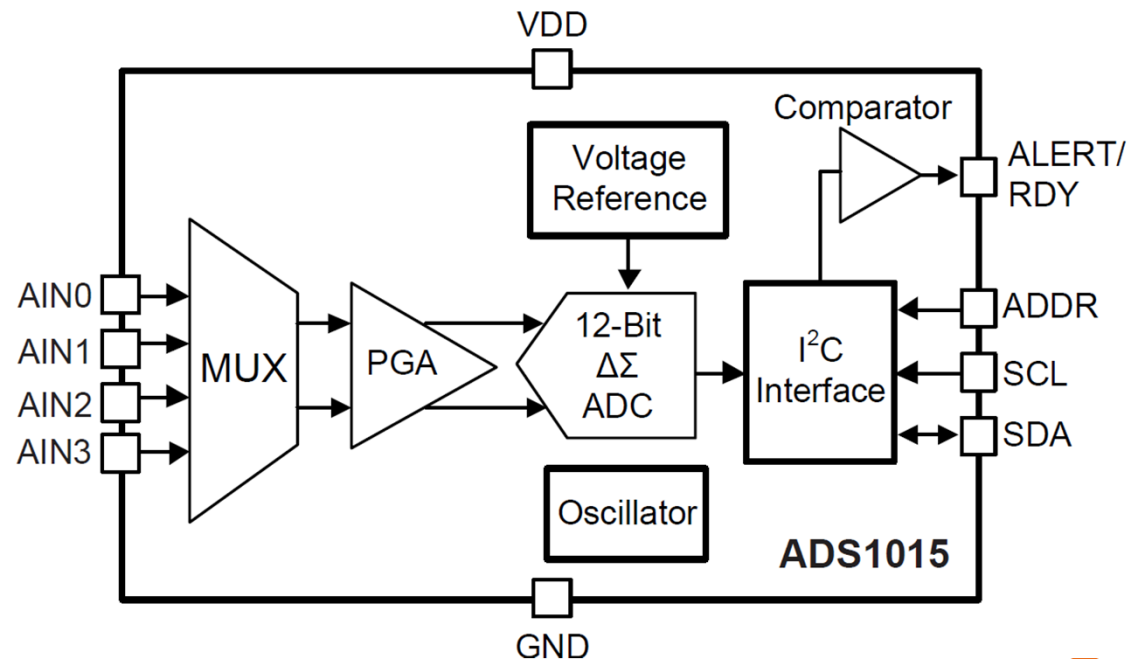 VDD
Comparator
ALERT/
RDY
Voltage
Reference
AIN0
AIN1
AIN2
AIN3
MUX
PGA
12-Bit
ΔΣ
ADC
I²C
Interface
ADDR
SCL
SDA
Oscillator
ADS1015
GND